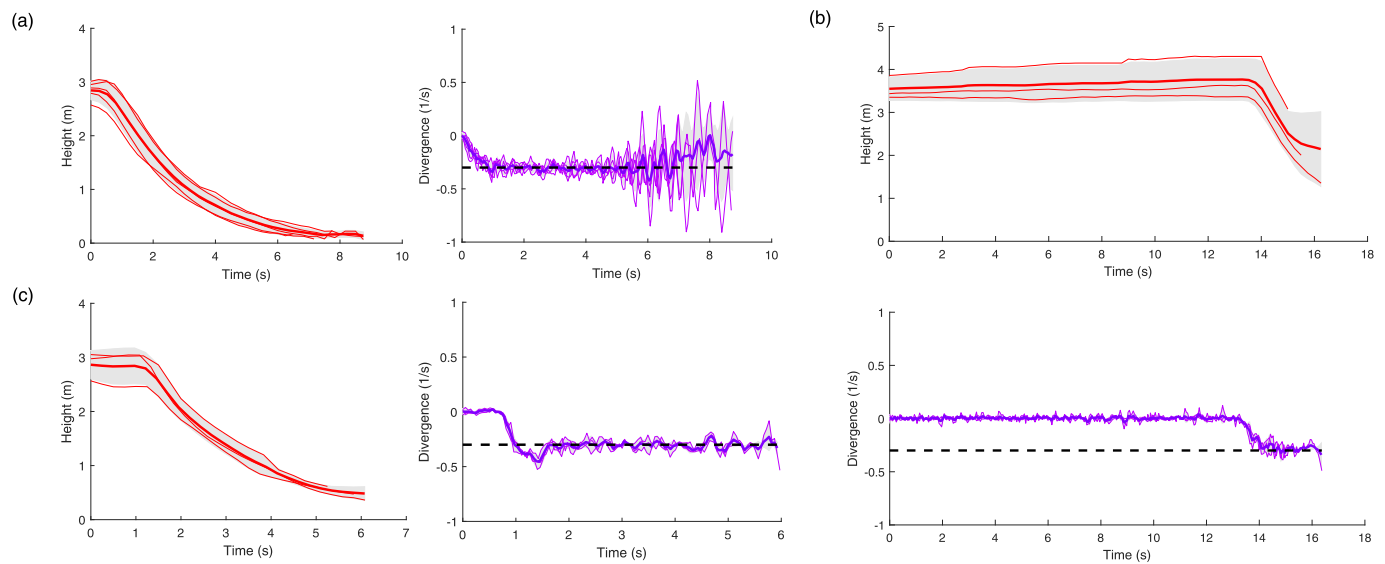 (a)
4
3
2
1
0
Height (m)
0 2 4 6 8 10
Time (s)
1
0.5
0
-0.5
-1
Divergence (1/s)
0 2 4 6 8 10
Time (s)
(b)
5
4
3
2
1
0
Height (m)
0 2 4 6 8 10 12 14 16 18
Time (s)
(c)
4
3
2
1
0
Height (m)
0 1 2 3 4 5 6 7
Time (s)
1
0.5
0
-0.5
-1
Divergence (1/s)
0 1 2 3 4 5 6
Time (s)
1
0.5
0
-0.5
-1
Divergence (1/s)
0 2 4 6 8 10 12 14 16 18
Time (s)